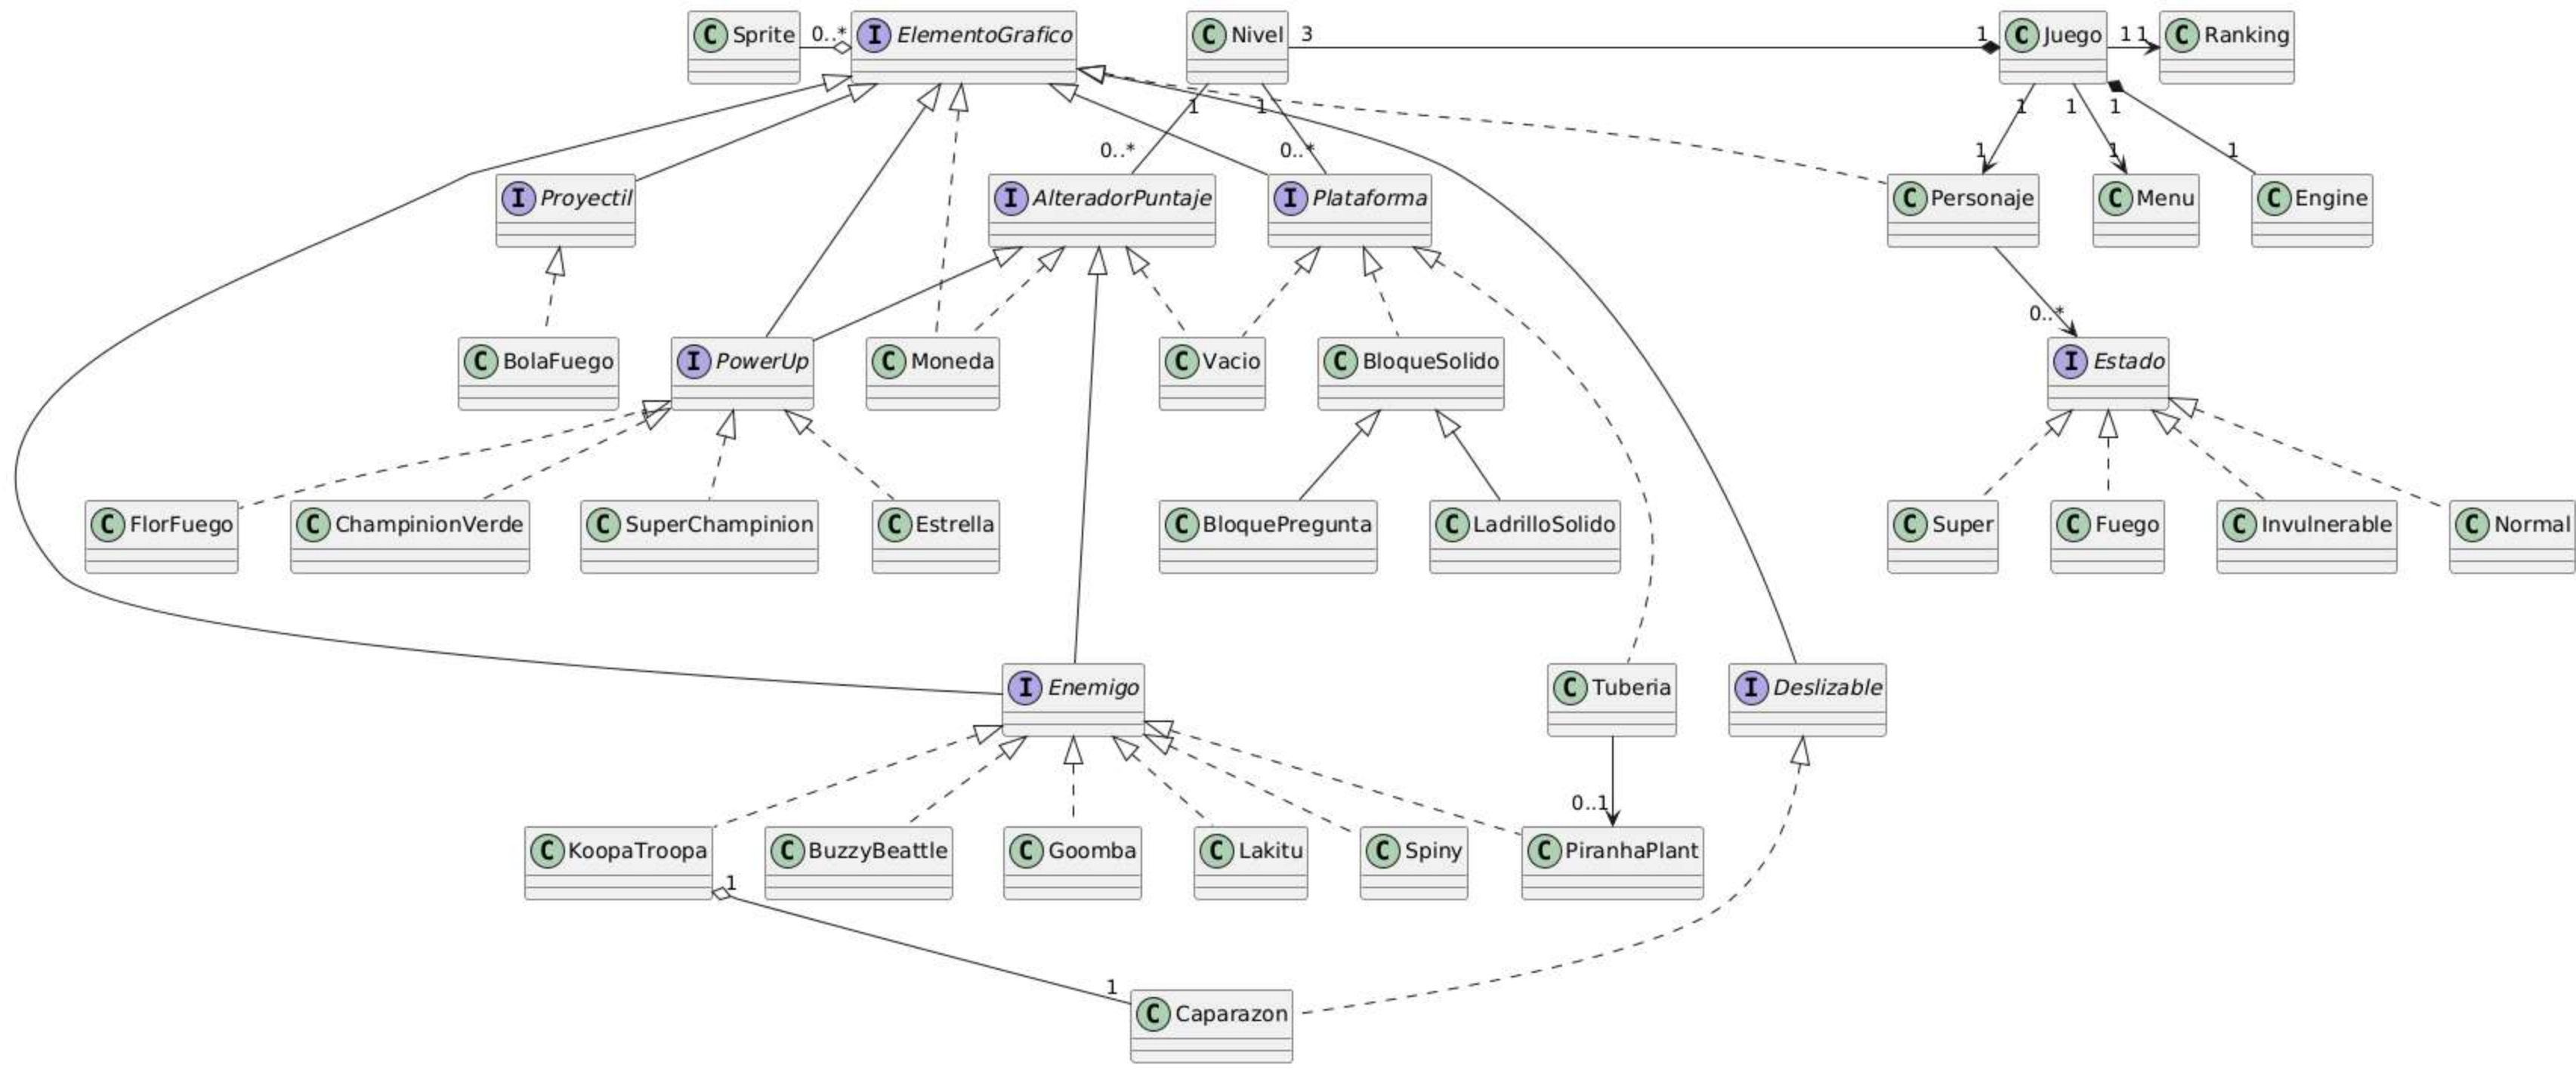 C Sprite
0..*
I ElementoGrafico
C Nivel
3
1
C Juego
1
1
C Ranking
1
1
1
1
1
0..*
0..*
1
1
1
I Proyectil
I AlteradorPuntaje
I Plataforma
C Personaje
C Menu
C Engine
0..*
C BolaFuego
I PowerUp
C Moneda
C Vacio
C BloqueSolido
I Estado
C FlorFuego
C ChampinionVerde
C SuperChampinion
C Estrella
C BloquePregunta
C LadrilloSolido
C Super
C Fuego
C Invulnerable
C Normal
I Enemigo
C Tuberia
I Deslizable
0..1
C KoopaTroopa
C BuzzyBeattle
C Goomba
C Lakitu
C Spiny
C PiranhaPlant
1
1
C Caparazon